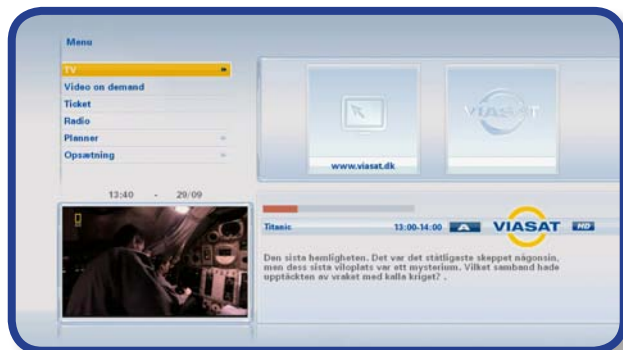 Menu
TV
Video on demand
Ticket
Radio
Planner
Opsætning
www.viasat.dk
VIASAT
13:40 - 29/09
Titanic 13:00-14:00 A VIASAT HD
Den sista hemligheten. Det var det ståtligaste skeppet någonsin,
men dess sista viloplats var ett mysterium. Vilket samband hade
upptäckten av vraket med kalla kriget? .